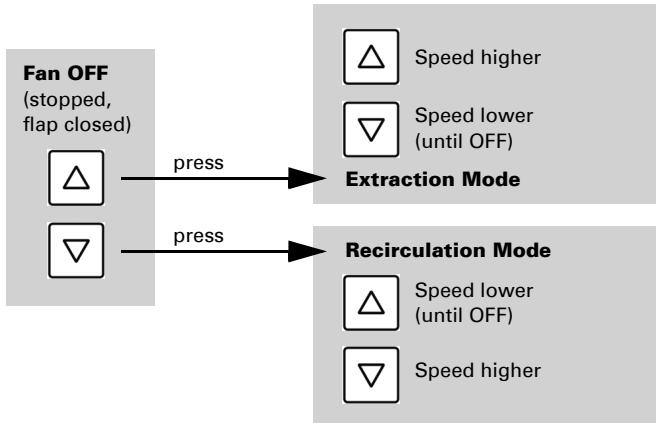 Fan OFF
(stopped,
flap closed)
press
press
Speed higher
Speed lower
(until OFF)
Extraction Mode
Recirculation Mode
Speed lower
(until OFF)
Speed higher